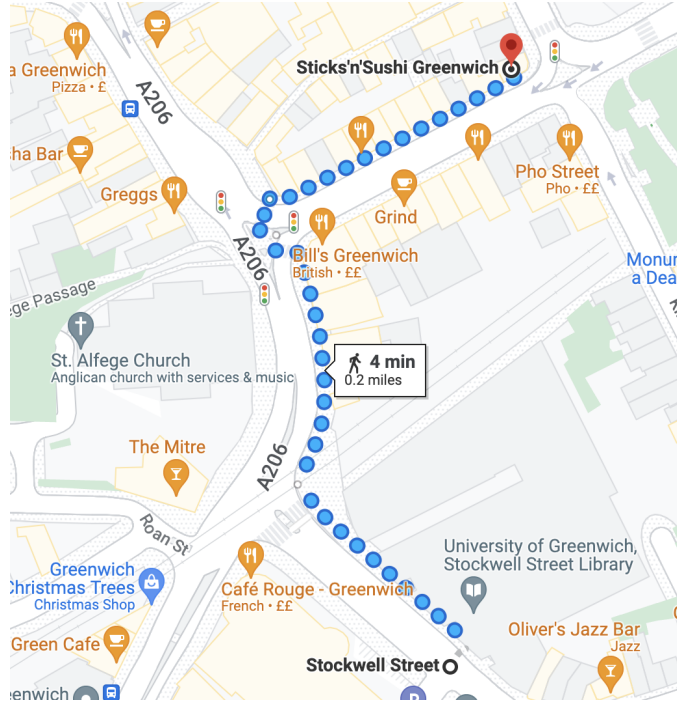 Sticks'n'Sushi Greenwich
a Greenwich
Pizza • £
A206
sha Bar
Greggs
Pho Street
Pho • ££
Grind
A206
Bill's Greenwich
British • ££
Monu
a Dea
ege Passage
St. Alfege Church
Anglican church with services & music
4 min
0.2 miles
The Mitre
A206
Roan St
University of Greenwich,
Stockwell Street Library
Greenwich
Christmas Trees
Christmas Shop
Café Rouge - Greenwich
French • ££
Oliver's Jazz Bar
Jazz
Green Cafe
Stockwell Street
eenwich
P